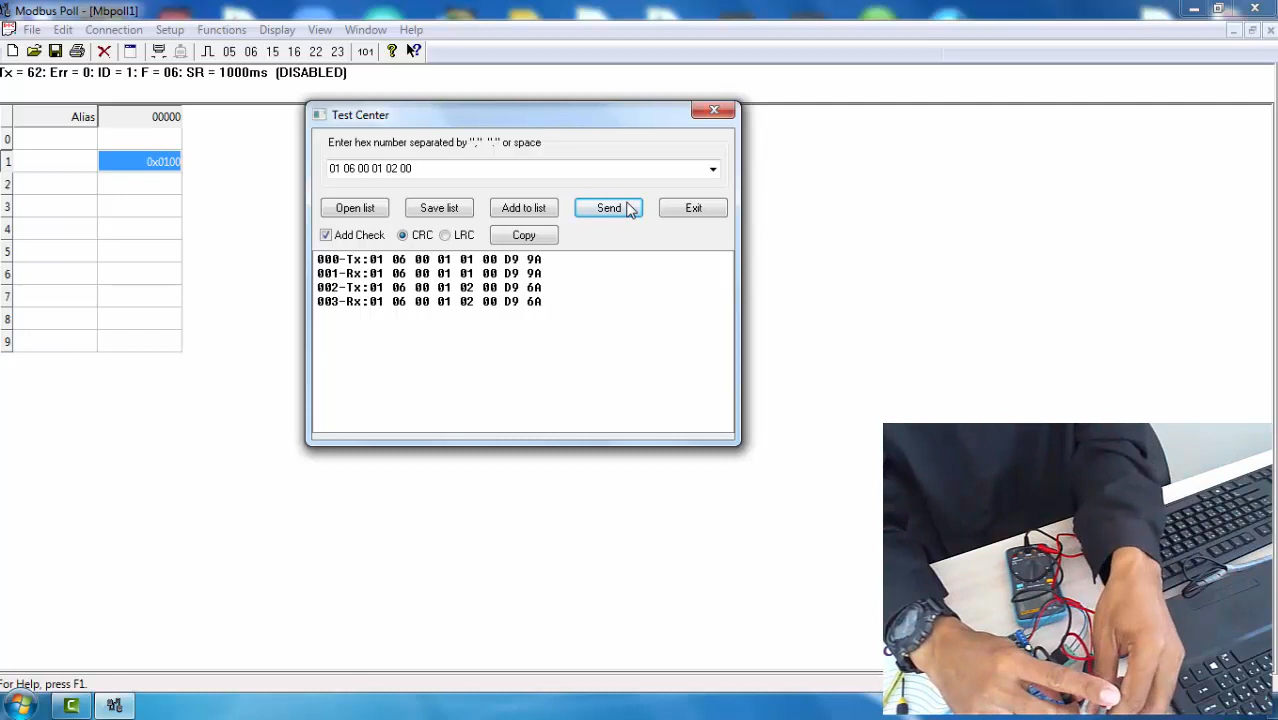 Modbus Poll - [Mbpoll1]
File Edit Connection Setup Functions Display View Window Help
05 06 15 16 22 23 101
Tx = 62: Err = 0: ID = 1: F = 06: SR = 1000ms (DISABLED)
Alias 00000
0
1 0x0100
2
3
4
5
6
7
8
9
Test Center
Enter hex number separated by "," "." or space
01 06 00 01 02 00
Open list Save list Add to list Send Exit
Add Check CRC LRC Copy
000-Tx:01 06 00 01 01 00 D9 9A
001-Rx:01 06 00 01 01 00 D9 9A
002-Tx:01 06 00 01 02 00 D9 6A
003-Rx:01 06 00 01 02 00 D9 6A
For Help, press F1.